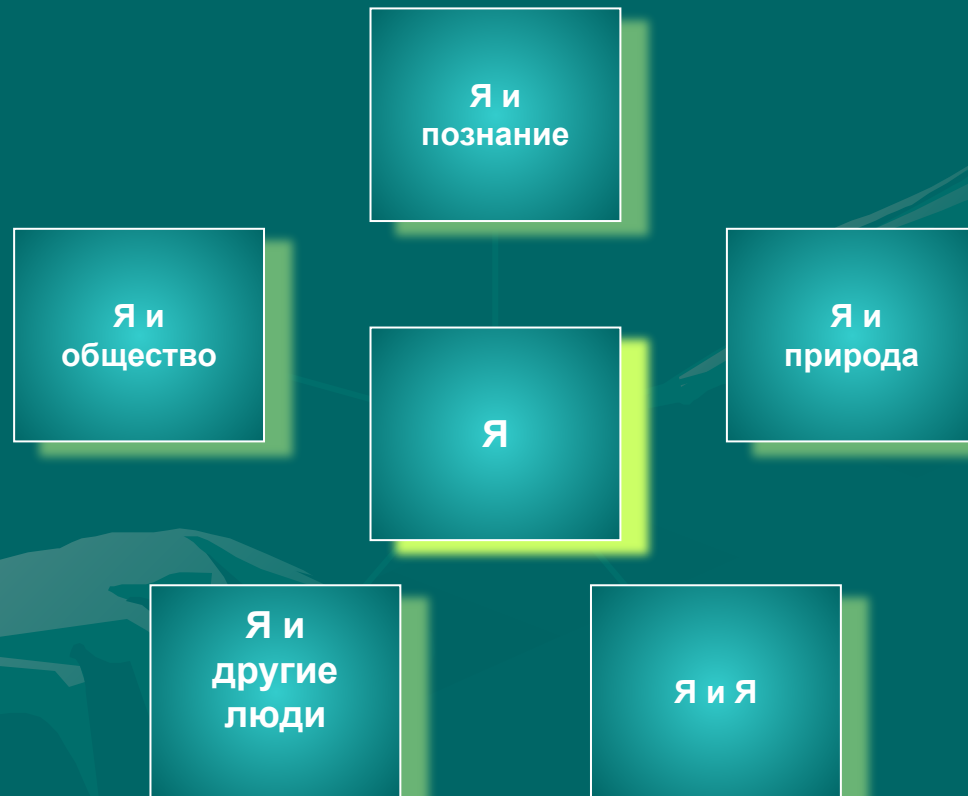 Я и
познание
Я и
общество
Я и
природа
Я
Я и
другие
люди
Я и Я